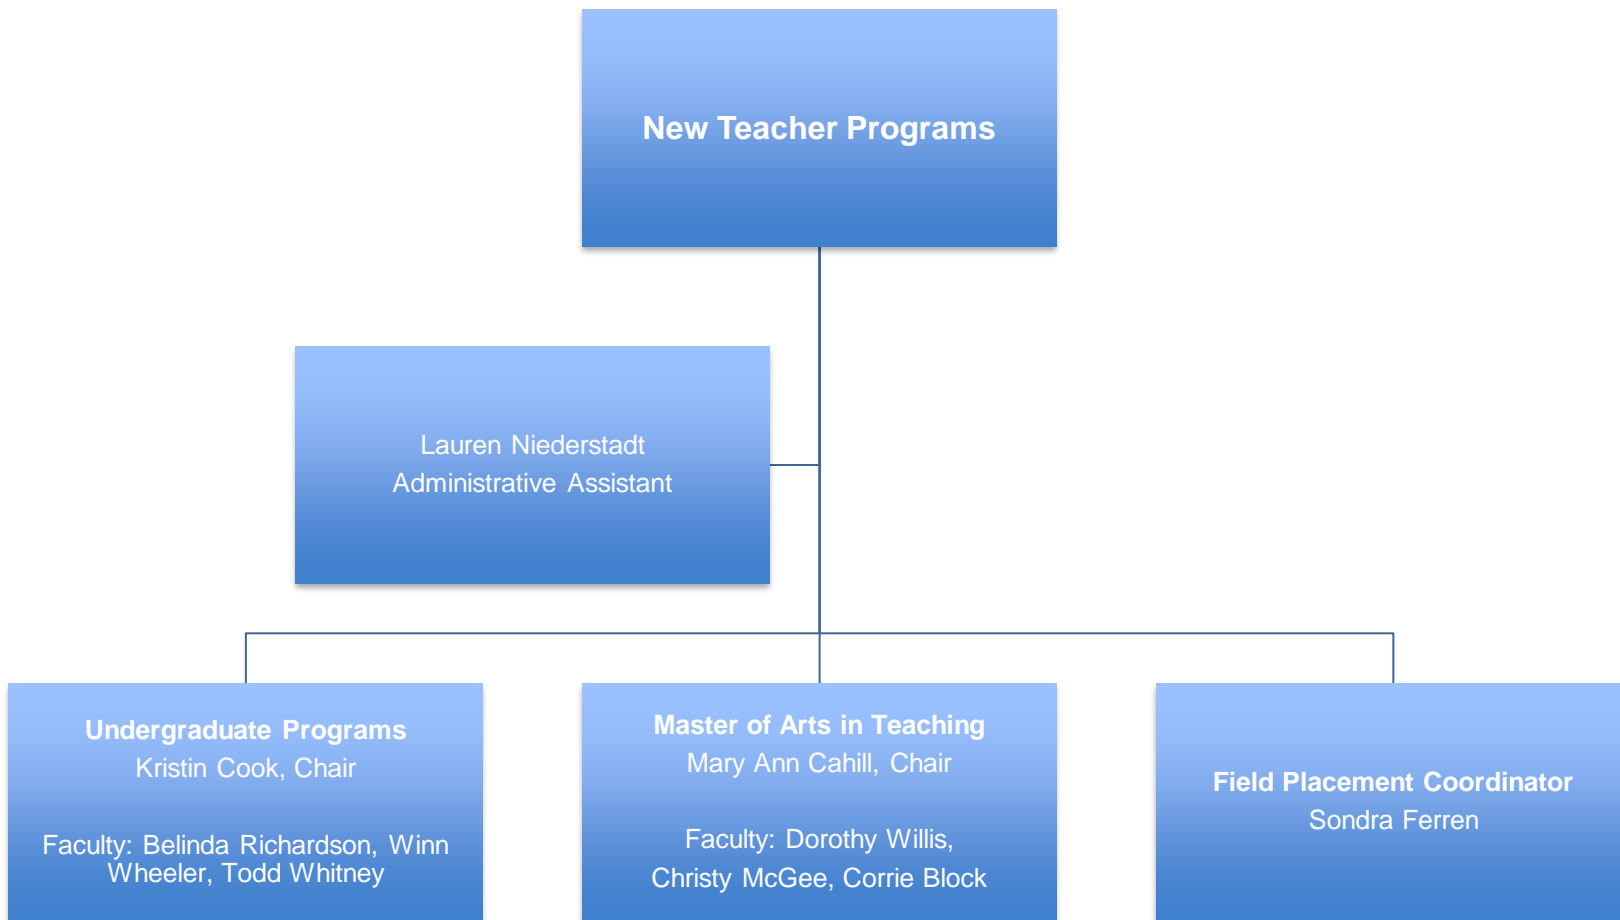 New Teacher Programs
Lauren Niederstadt
Administrative Assistant
Undergraduate Programs
Kristin Cook, Chair
Faculty: Belinda Richardson, Winn
Wheeler, Todd Whitney
Master of Arts in Teaching
Mary Ann Cahill, Chair
Faculty: Dorothy Willis,
Christy McGee, Corrie Block
Field Placement Coordinator
Sondra Ferren